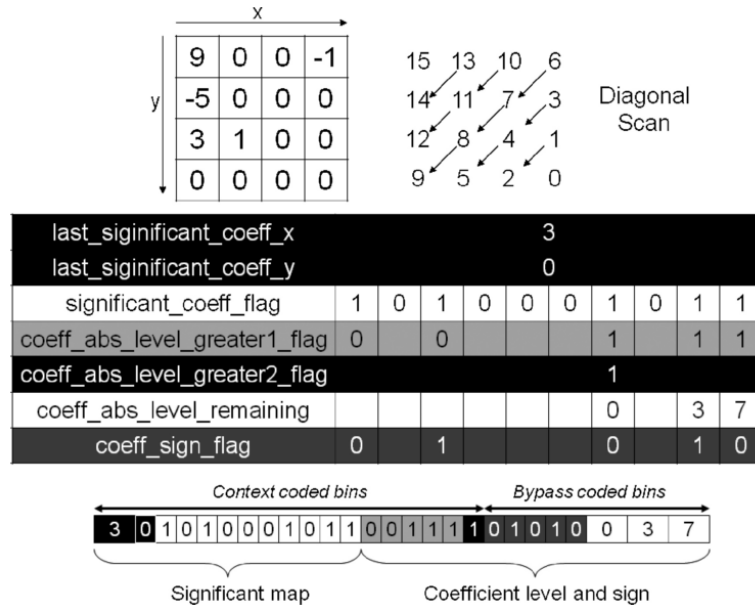 x
9 0 0 -1
-5 0 0 0
3 1 0 0
0 0 0 0
y
15 13 10 6
14 11 7 3
12 8 4 1
9 5 2 0
Diagonal
Scan
last_siginificant_coeff_x 3
last_siginificant_coeff_y 0
significant_coeff_flag 1 0 1 0 0 0 1 0 1 1
coeff_abs_level_greater1_flag 0 0 1 1 1
coeff_abs_level_greater2_flag 1
coeff_abs_level_remaining 0 3 7
coeff_sign_flag 0 1 0 1 0
Context coded bins Bypass coded bins
3 0 1 0 1 0 0 0 1 0 1 1 0 0 1 1 1 1 0 1 0 1 0 0 3 7
Significant map Coefficient level and sign